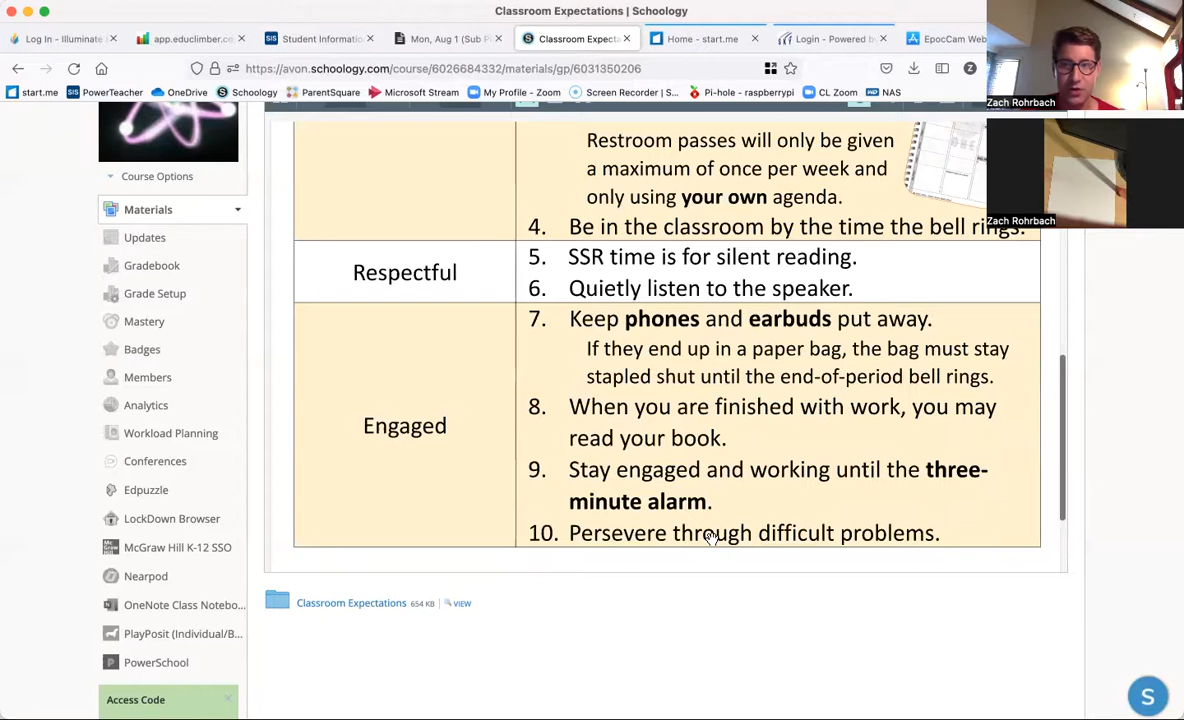 Classroom Expectations | Schoology
Log In - Illuminate
app.educlimber.co
Student Informatio
Mon, Aug 1 (Sub P
Classroom Expecta
Home - start.me
Login - Powered by
EpocCam Web
https://avon.schoology.com/course/6026684332/materials/gp/6031350206
start.me
PowerTeacher
OneDrive
Schoology
ParentSquare
Microsoft Stream
My Profile - Zoom
Screen Recorder | S...
Pi-hole - raspberrypi
CL Zoom
NAS
Zach Rohrbach
Zach Rohrbach
Course Options
Materials
Updates
Gradebook
Grade Setup
Mastery
Badges
Members
Analytics
Workload Planning
Conferences
Edpuzzle
LockDown Browser
McGraw Hill K-12 SSO
Nearpod
OneNote Class Notebo...
PlayPosit (Individual/B...
PowerSchool
Access Code
Restroom passes will only be given
a maximum of once per week and
only using your own agenda.
4. Be in the classroom by the time the bell rings.
Respectful
5. SSR time is for silent reading.
6. Quietly listen to the speaker.
Engaged
7. Keep phones and earbuds put away.
If they end up in a paper bag, the bag must stay
stapled shut until the end-of-period bell rings.
8. When you are finished with work, you may
read your book.
9. Stay engaged and working until the three-
minute alarm.
10. Persevere through difficult problems.
Classroom Expectations 654 KB VIEW
S